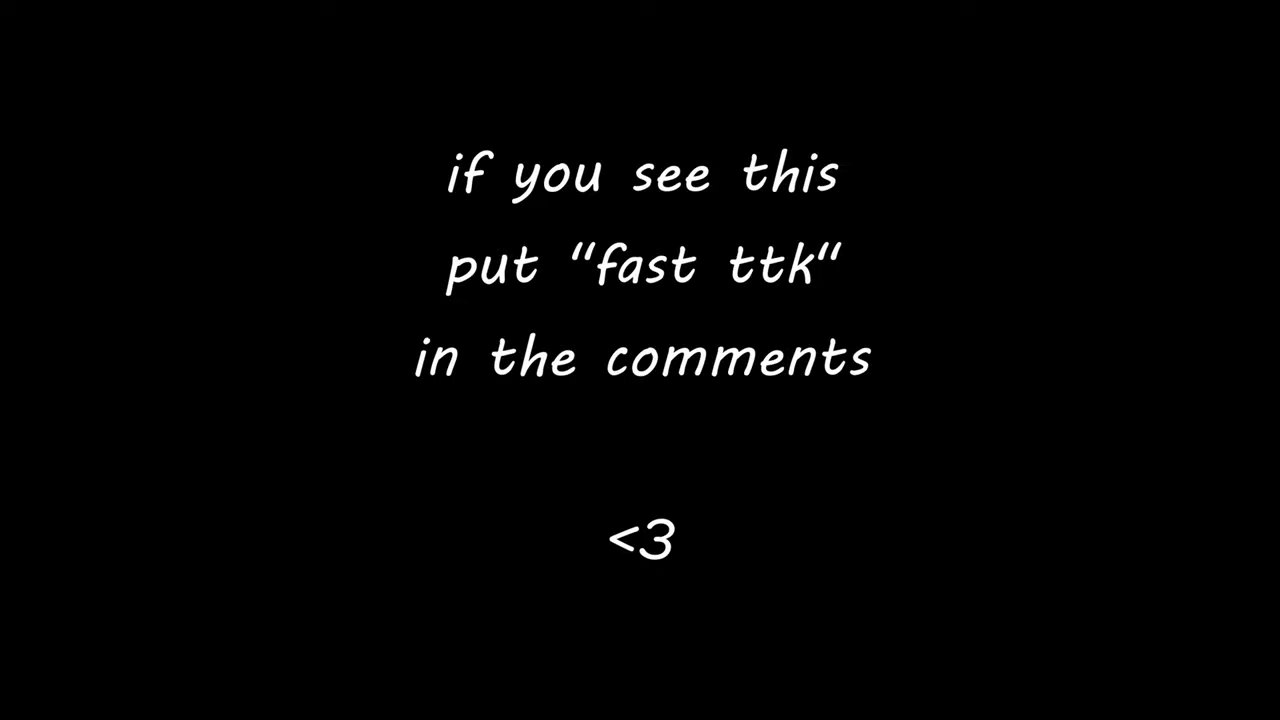 if you see this
put “fast ttk“
in the comments
<3